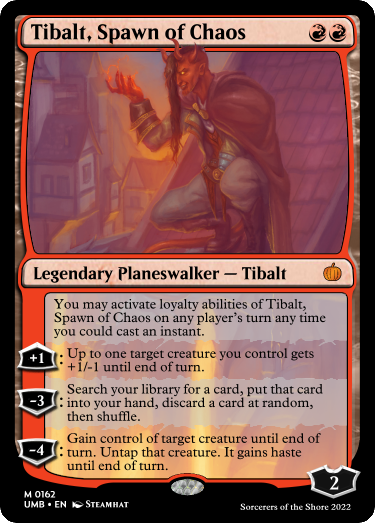 Tibalt, Spawn of Chaos
Legendary Planeswalker — Tibalt
You may activate loyalty abilities of Tibalt,
Spawn of Chaos on any player's turn any time
you could cast an instant.
+1 : Up to one target creature you control gets
+1/-1 until end of turn.
-3 : Search your library for a card, put that card
into your hand, discard a card at random,
then shuffle.
-4 : Gain control of target creature until end of
turn. Untap that creature. It gains haste
until end of turn.
2
M 0162
UMB • EN STEAMHAT
Sorcerers of the Shore 2022